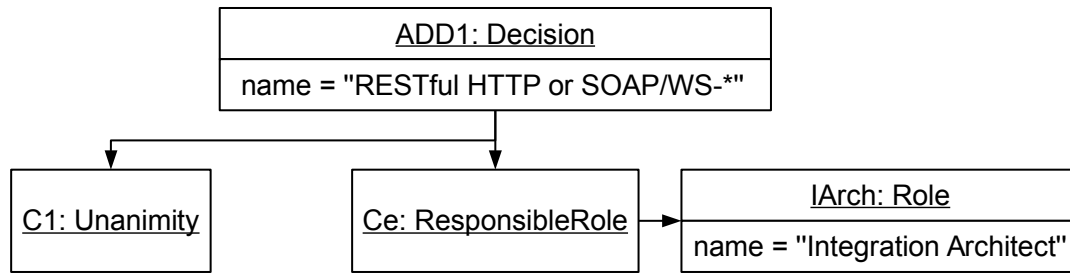 ADD1: Decision
name = "RESTful HTTP or SOAP/WS-*"
C1: Unanimity
Ce: ResponsibleRole
IArch: Role
name = "Integration Architect"